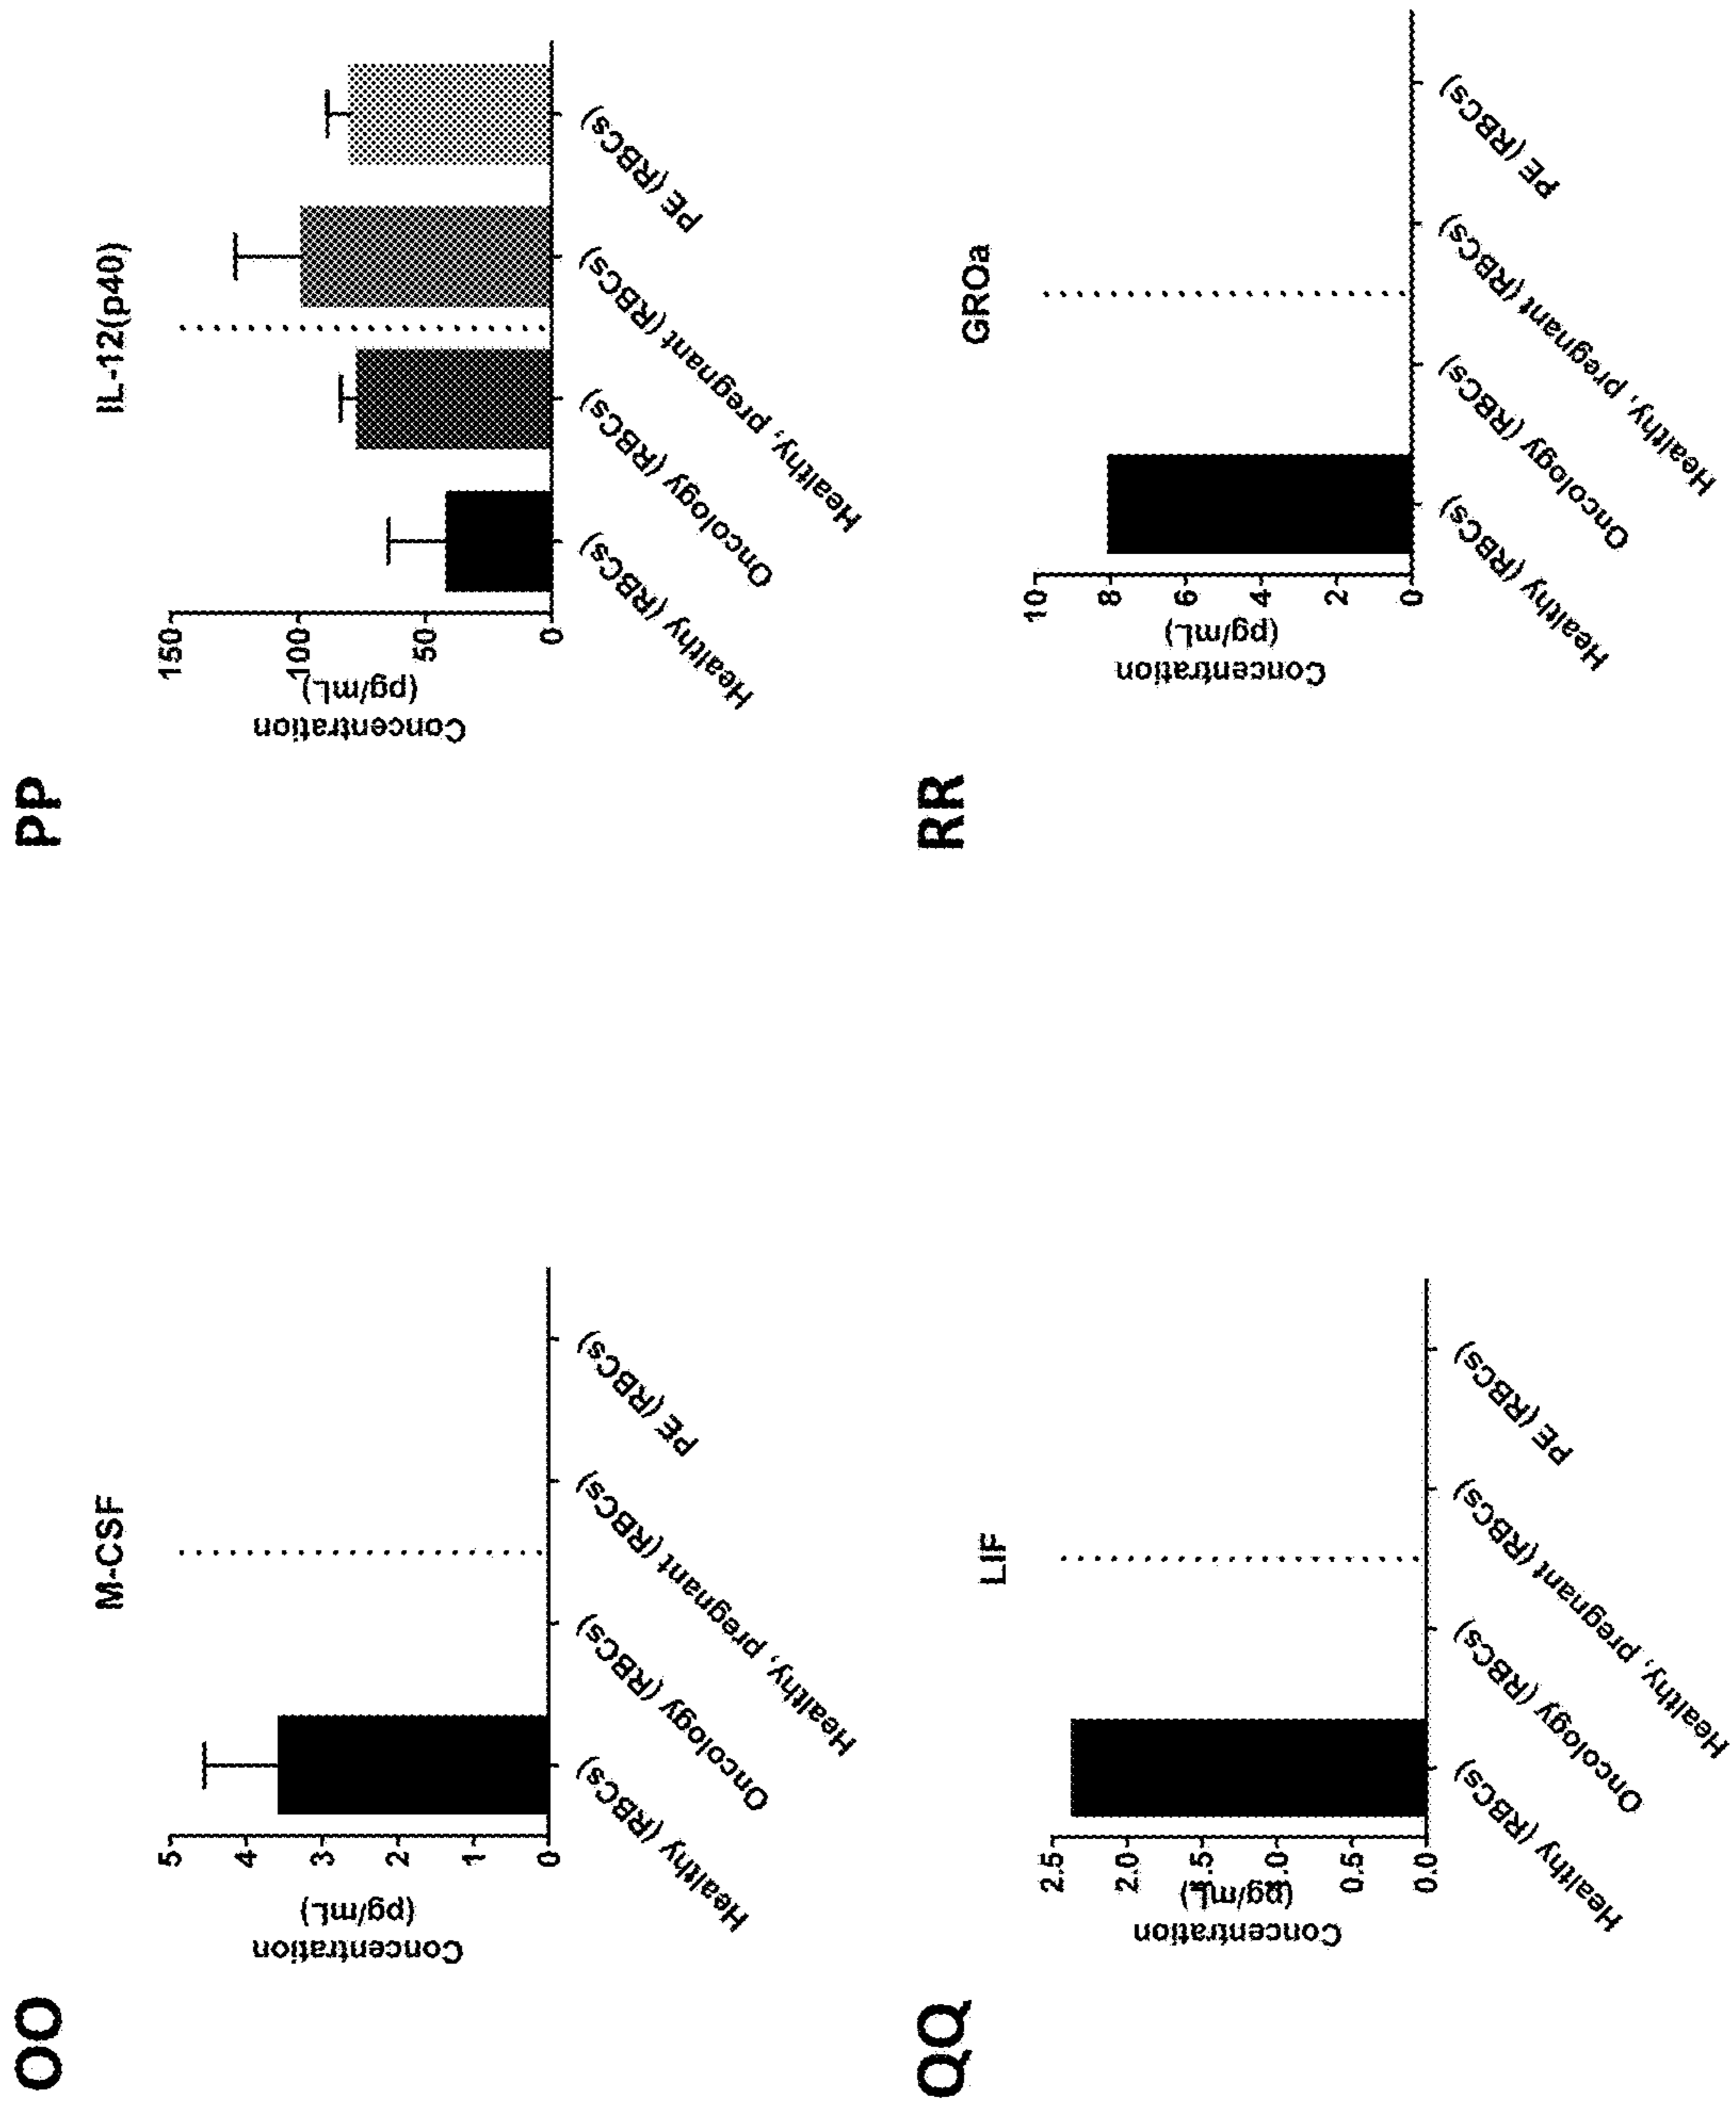 OO
M-CSF
Concentration
(pg/mL)
5
4
3
2
1
0
Healthy (RBCs)
Oncology (RBCs)
Healthy, pregnant (RBCs)
PE (RBCs)
PP
IL-12(p40)
Concentration
(pg/mL)
150
100
50
0
Healthy (RBCs)
Oncology (RBCs)
Healthy, pregnant (RBCs)
PE (RBCs)
QQ
LIF
Concentration
(pg/mL)
2.5
2.0
1.5
1.0
0.5
0.0
Healthy (RBCs)
Oncology (RBCs)
Healthy, pregnant (RBCs)
PE (RBCs)
RR
GROa
Concentration
(pg/mL)
10
8
6
4
2
0
Healthy (RBCs)
Oncology (RBCs)
Healthy, pregnant (RBCs)
PE (RBCs)